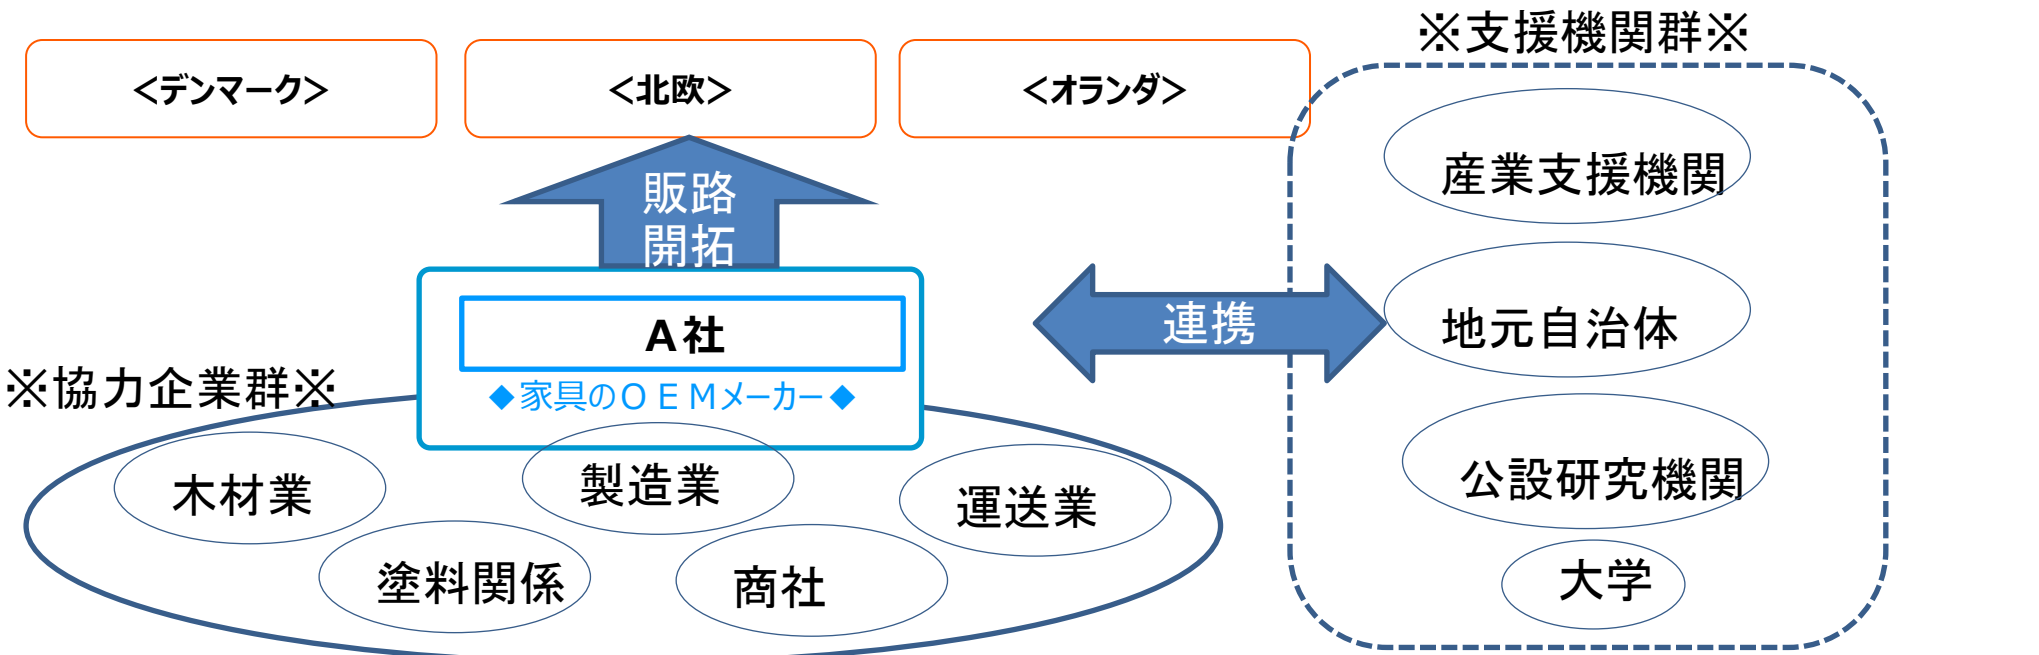 ※支援機関群※
＜デンマーク＞
＜北欧＞
＜オランダ＞
産業支援機関
販路
開拓
地元自治体
連携
Ａ社
◆家具のＯＥＭメーカー◆
※協力企業群※
公設研究機関
木材業
製造業
運送業
塗料関係
商社
大学